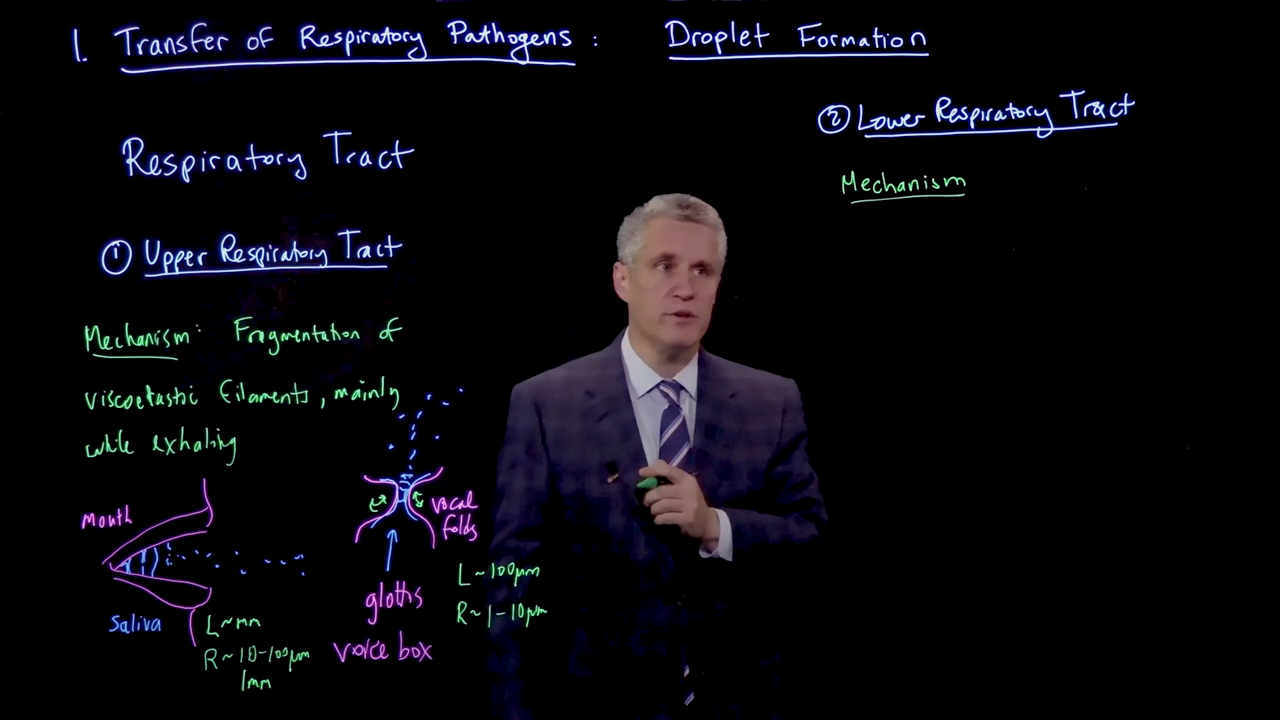 1. Transfer of Respiratory Pathogens : Droplet Formation
Respiratory Tract
① Upper Respiratory Tract
Mechanism: Fragmentation of
viscoelastic filaments, mainly
while exhaling
mouth
saliva
L~mm
R~10-100μm
1mm
vocal
folds
glottis
voice box
L~100μm
R~1-10μm
② Lower Respiratory Tract
Mechanism